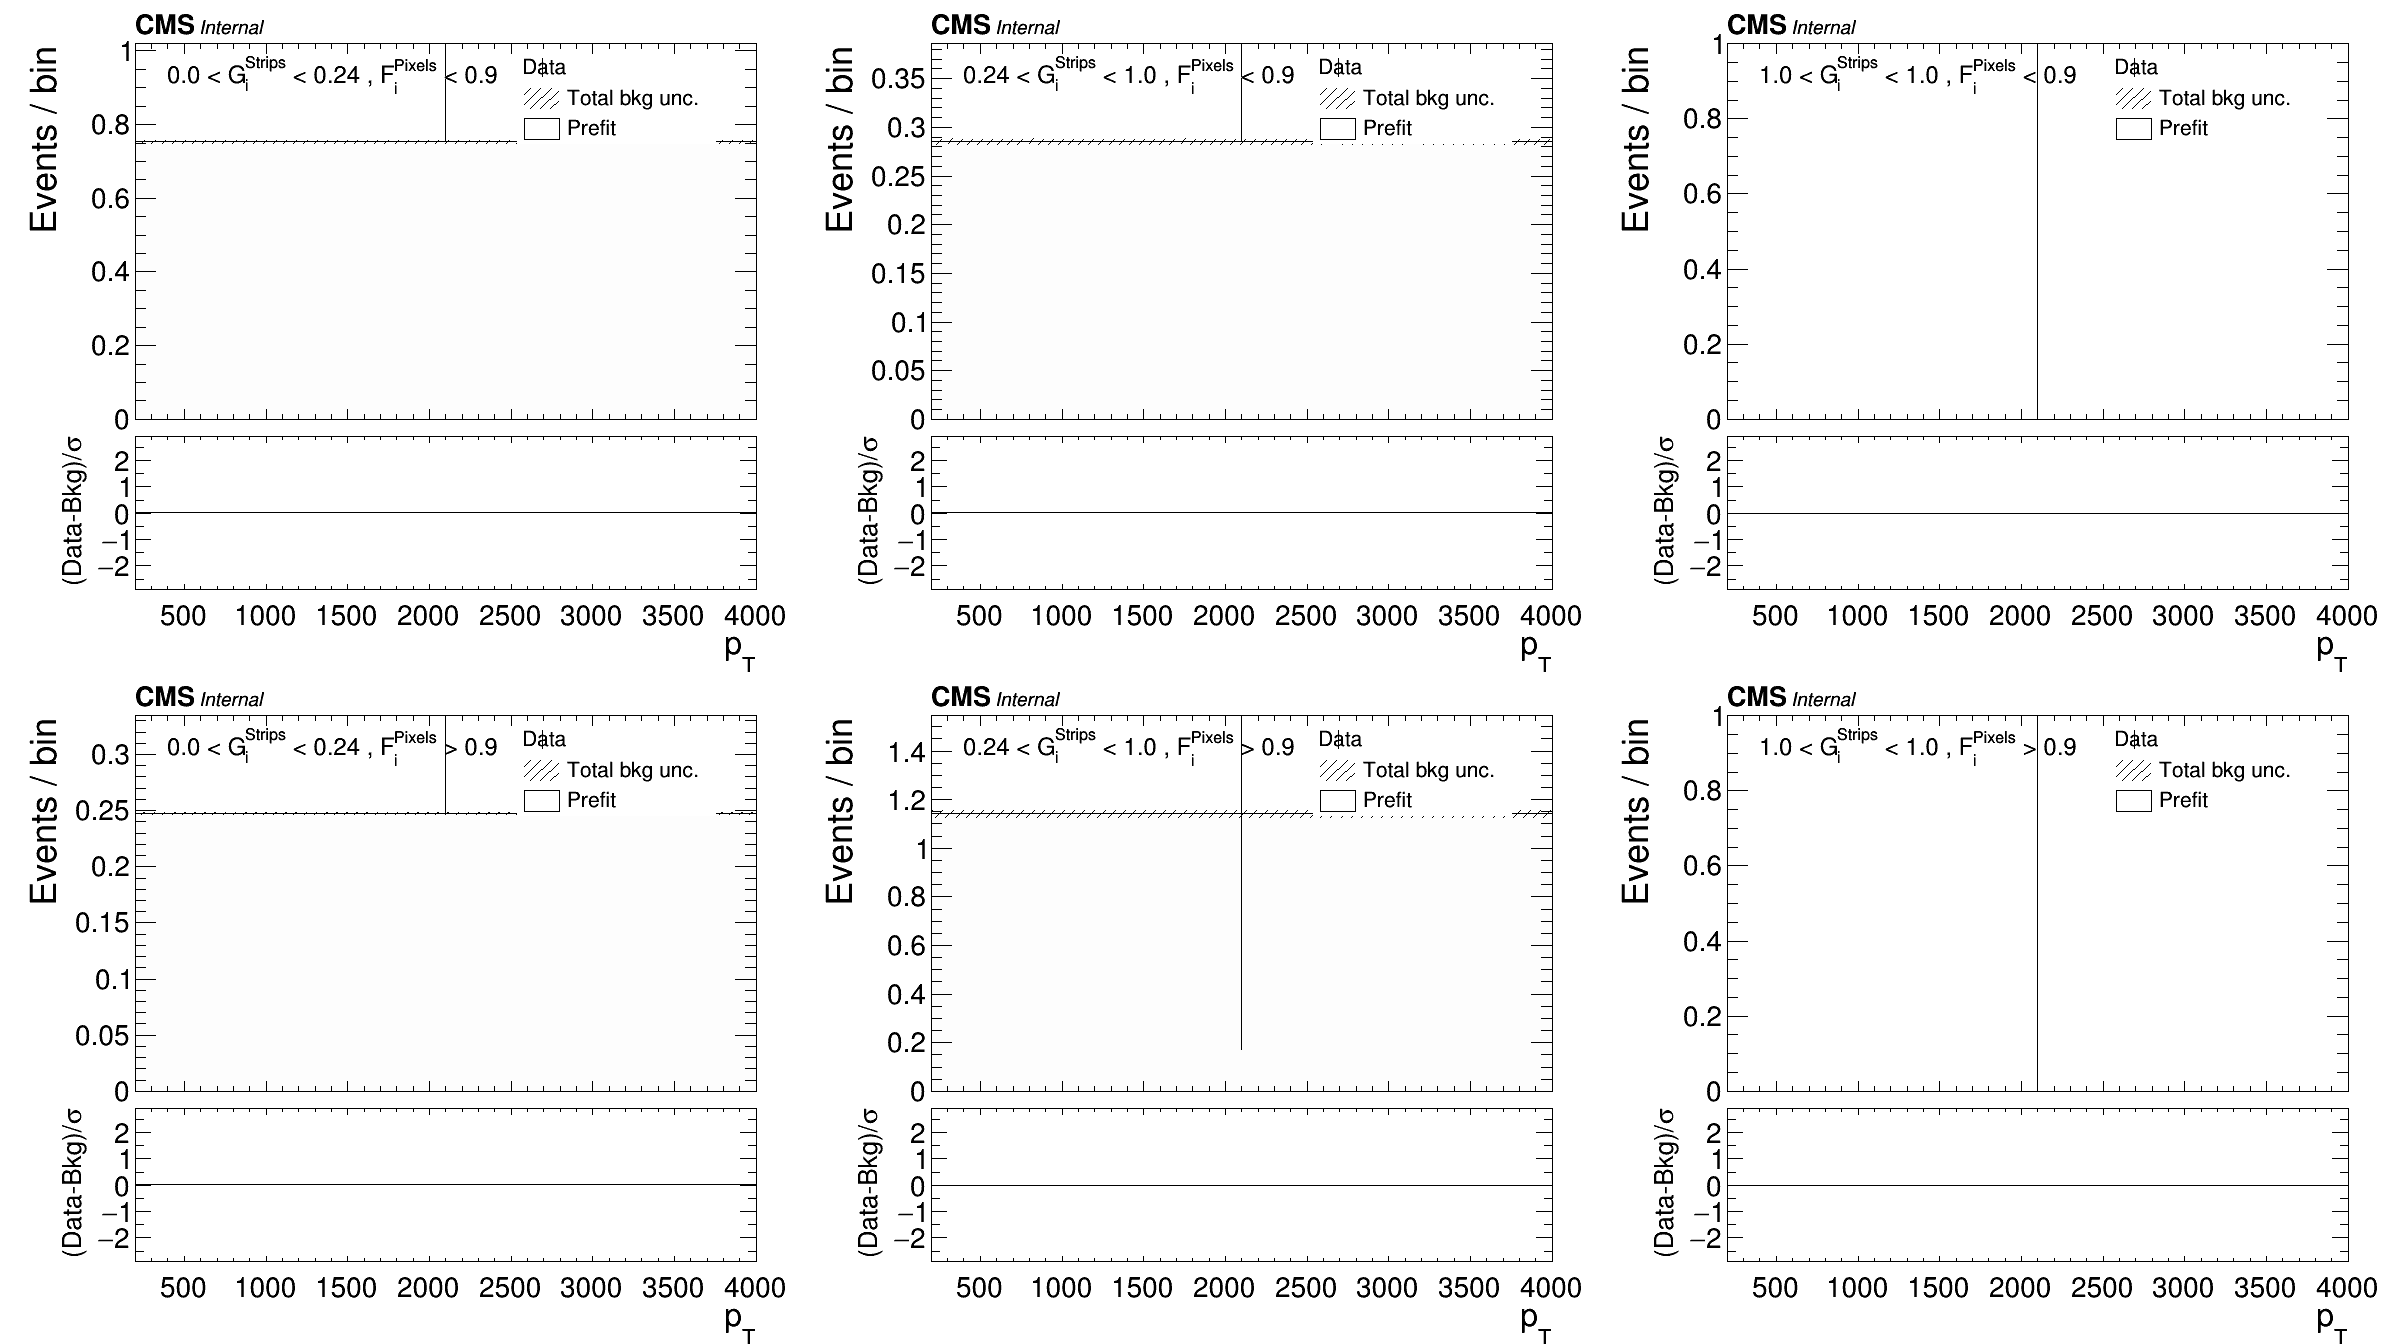 CMS Internal
Events / bin
0.0 < G_i^Strips < 0.24 , F_i^Pixels < 0.9
Data
Total bkg unc.
Prefit
1
0.8
0.6
0.4
0.2
0
(Data-Bkg)/σ
2
1
0
−1
−2
500 1000 1500 2000 2500 3000 3500 4000
p_T
CMS Internal
Events / bin
0.24 < G_i^Strips < 1.0 , F_i^Pixels < 0.9
Data
Total bkg unc.
Prefit
0.35
0.3
0.25
0.2
0.15
0.1
0.05
0
(Data-Bkg)/σ
2
1
0
−1
−2
500 1000 1500 2000 2500 3000 3500 4000
p_T
CMS Internal
Events / bin
1.0 < G_i^Strips < 1.0 , F_i^Pixels < 0.9
Data
Total bkg unc.
Prefit
1
0.8
0.6
0.4
0.2
0
(Data-Bkg)/σ
2
1
0
−1
−2
500 1000 1500 2000 2500 3000 3500 4000
p_T
CMS Internal
Events / bin
0.0 < G_i^Strips < 0.24 , F_i^Pixels > 0.9
Data
Total bkg unc.
Prefit
0.3
0.25
0.2
0.15
0.1
0.05
0
(Data-Bkg)/σ
2
1
0
−1
−2
500 1000 1500 2000 2500 3000 3500 4000
p_T
CMS Internal
Events / bin
0.24 < G_i^Strips < 1.0 , F_i^Pixels > 0.9
Data
Total bkg unc.
Prefit
1.4
1.2
1
0.8
0.6
0.4
0.2
0
(Data-Bkg)/σ
2
1
0
−1
−2
500 1000 1500 2000 2500 3000 3500 4000
p_T
CMS Internal
Events / bin
1.0 < G_i^Strips < 1.0 , F_i^Pixels > 0.9
Data
Total bkg unc.
Prefit
1
0.8
0.6
0.4
0.2
0
(Data-Bkg)/σ
2
1
0
−1
−2
500 1000 1500 2000 2500 3000 3500 4000
p_T